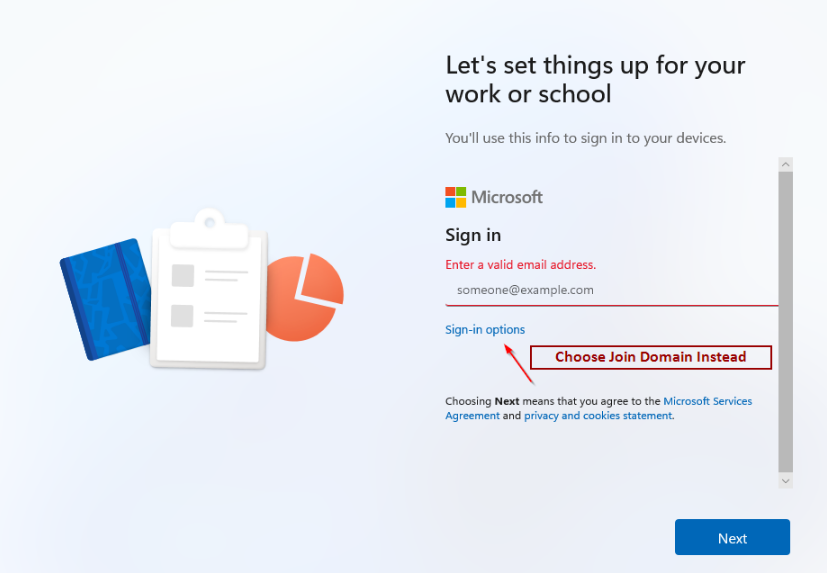 Let's set things up for your
work or school
You'll use this info to sign in to your devices.
Microsoft
Sign in
Enter a valid email address.
someone@example.com
Sign-in options
Choose Join Domain Instead
Choosing Next means that you agree to the Microsoft Services
Agreement and privacy and cookies statement.
Next